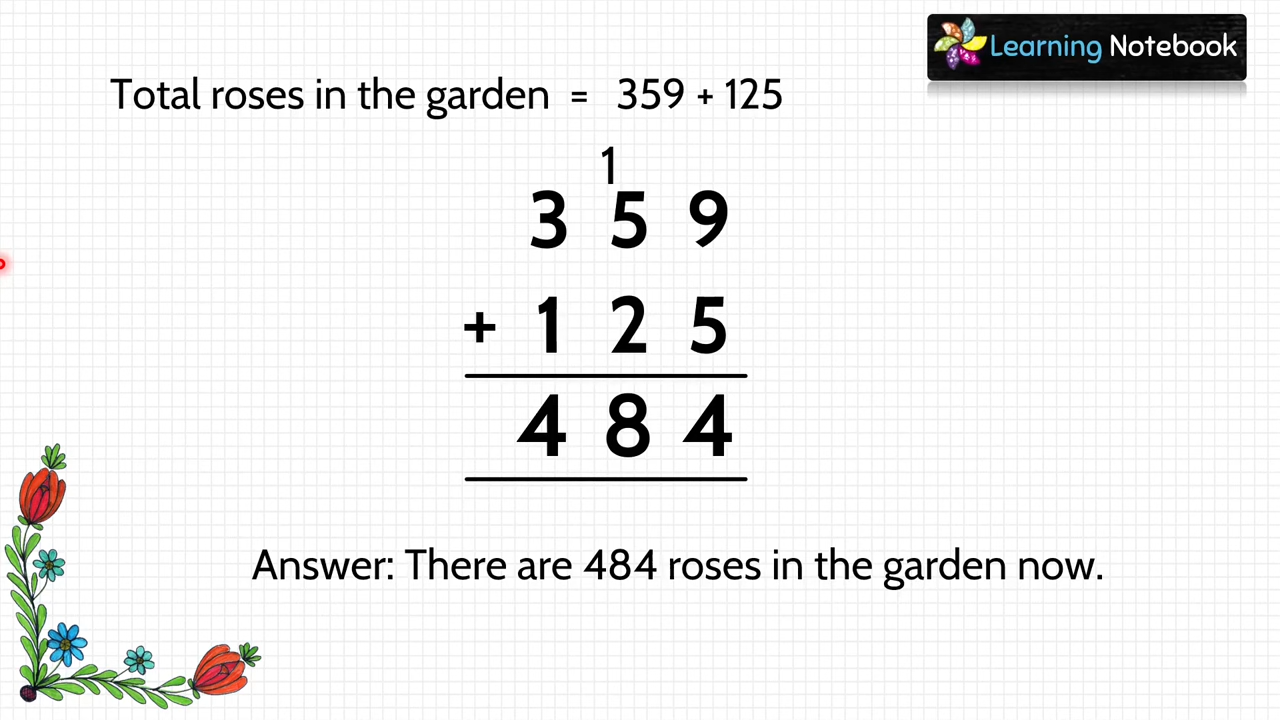 Learning Notebook
Total roses in the garden = 359 + 125
1
3 5 9
+ 1 2 5
4 8 4
Answer: There are 484 roses in the garden now.